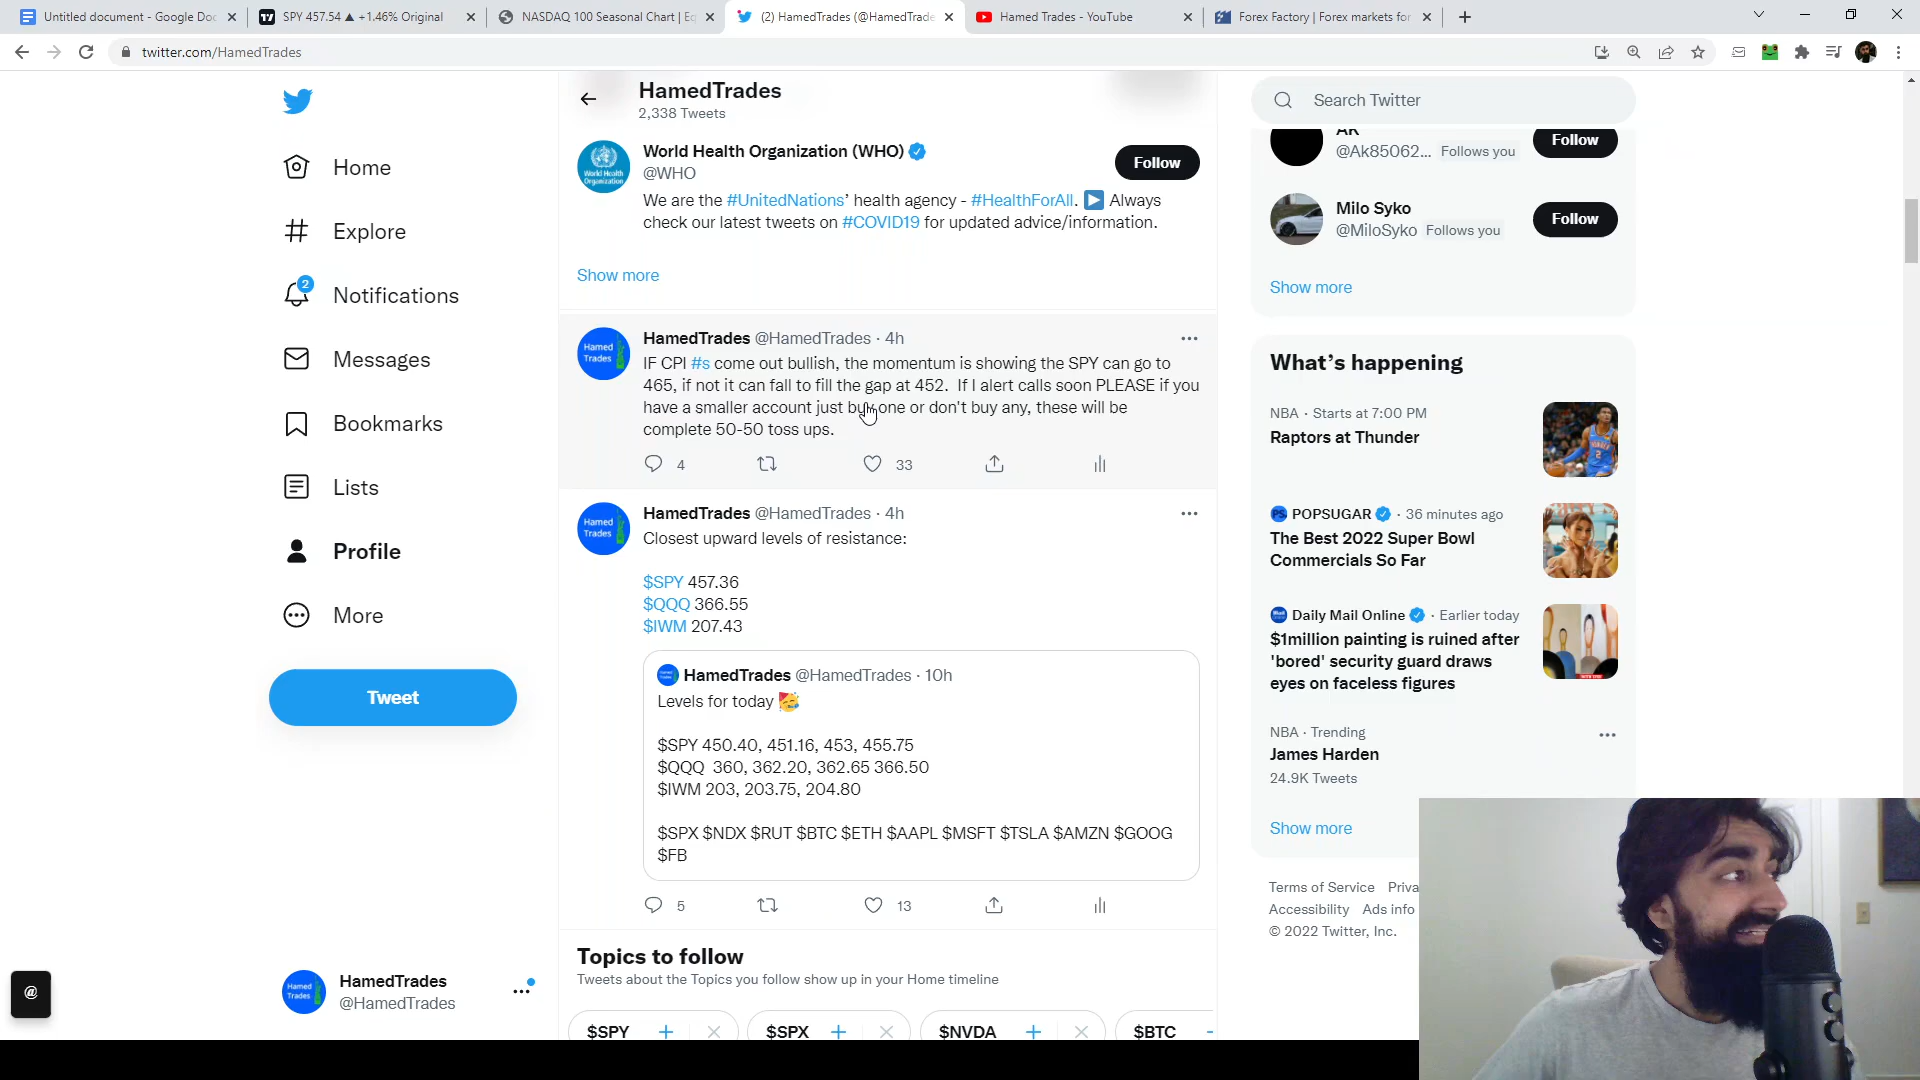 Untitled document - Google Doc
SPY 457.54 ▲ +1.46% Original
NASDAQ 100 Seasonal Chart | Eq
(2) HamedTrades (@HamedTrade
Hamed Trades - YouTube
Forex Factory | Forex markets for
twitter.com/HamedTrades
HamedTrades
2,338 Tweets
Home
Explore
2
Notifications
Messages
Bookmarks
Lists
Profile
More
Tweet
HamedTrades
@HamedTrades
@
World Health Organization (WHO)
@WHO
Follow
We are the #UnitedNations’ health agency - #HealthForAll. ▶️ Always
check our latest tweets on #COVID19 for updated advice/information.
Show more
HamedTrades @HamedTrades · 4h
IF CPI #s come out bullish, the momentum is showing the SPY can go to
465, if not it can fall to fill the gap at 452. If I alert calls soon PLEASE if you
have a smaller account just buy one or don't buy any, these will be
complete 50-50 toss ups.
4
33
HamedTrades @HamedTrades · 4h
Closest upward levels of resistance:
$SPY 457.36
$QQQ 366.55
$IWM 207.43
HamedTrades @HamedTrades · 10h
Levels for today 🥳
$SPY 450.40, 451.16, 453, 455.75
$QQQ 360, 362.20, 362.65 366.50
$IWM 203, 203.75, 204.80
$SPX $NDX $RUT $BTC $ETH $AAPL $MSFT $TSLA $AMZN $GOOG
$FB
5
13
Topics to follow
Tweets about the Topics you follow show up in your Home timeline
$SPY
$SPX
$NVDA
$BTC
Search Twitter
AR
@Ak85062... Follows you
Follow
Milo Syko
@MiloSyko Follows you
Follow
Show more
What’s happening
NBA · Starts at 7:00 PM
Raptors at Thunder
POPSUGAR · 36 minutes ago
The Best 2022 Super Bowl
Commercials So Far
Daily Mail Online · Earlier today
$1million painting is ruined after
'bored' security guard draws
eyes on faceless figures
NBA · Trending
James Harden
24.9K Tweets
Show more
Terms of Service Priva
Accessibility Ads info
© 2022 Twitter, Inc.
Hamed
Trades
Hamed
Trades
Hamed
Trades
World Health
Organization